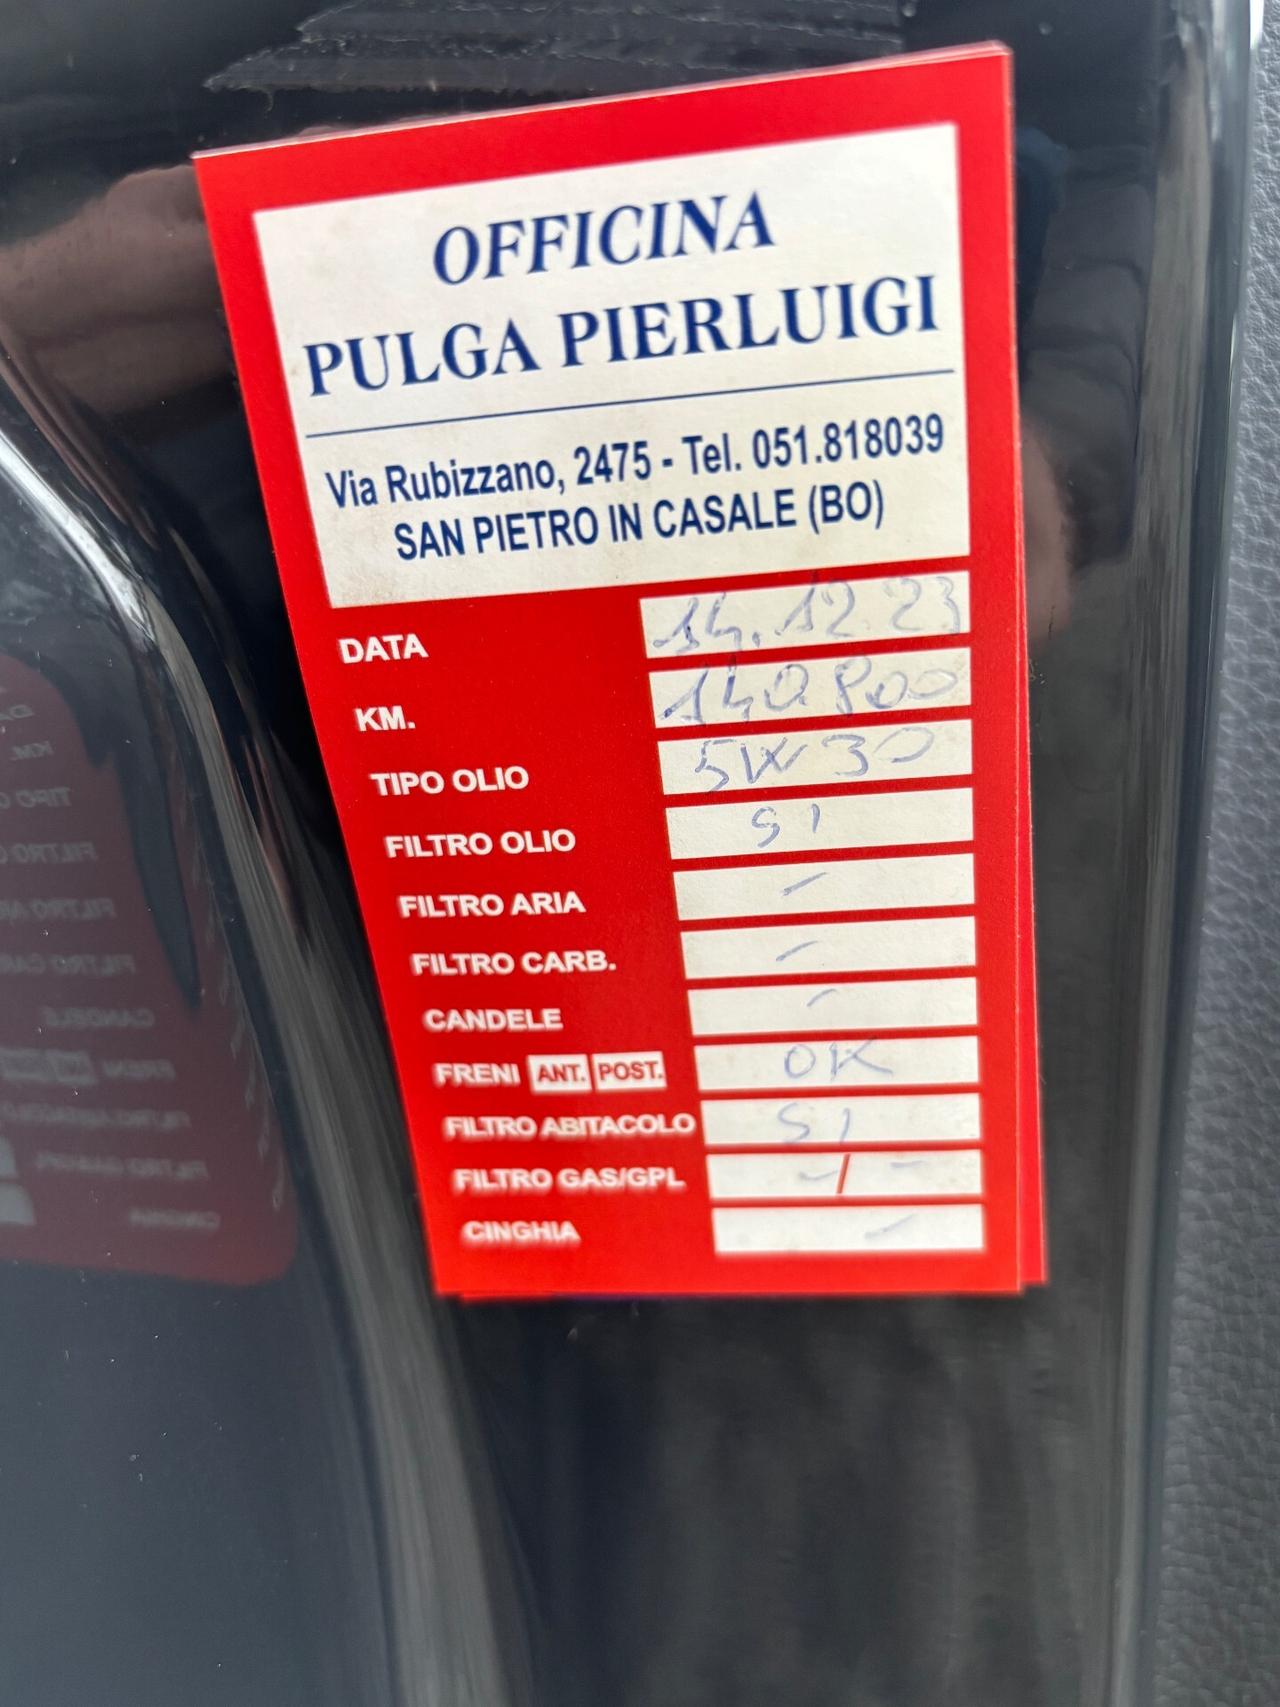 OFFICINA
PULGA PIERLUIGI
Via Rubizzano, 2475 - Tel. 051.818039
SAN PIETRO IN CASALE (BO)
DATA 14.12.23
KM. 140.800
TIPO OLIO 5W30
FILTRO OLIO SI
FILTRO ARIA -
FILTRO CARB. -
CANDELE -
FRENI ANT. POST. OK
FILTRO ABITACOLO SI
FILTRO GAS/GPL - / -
CINGHIA -